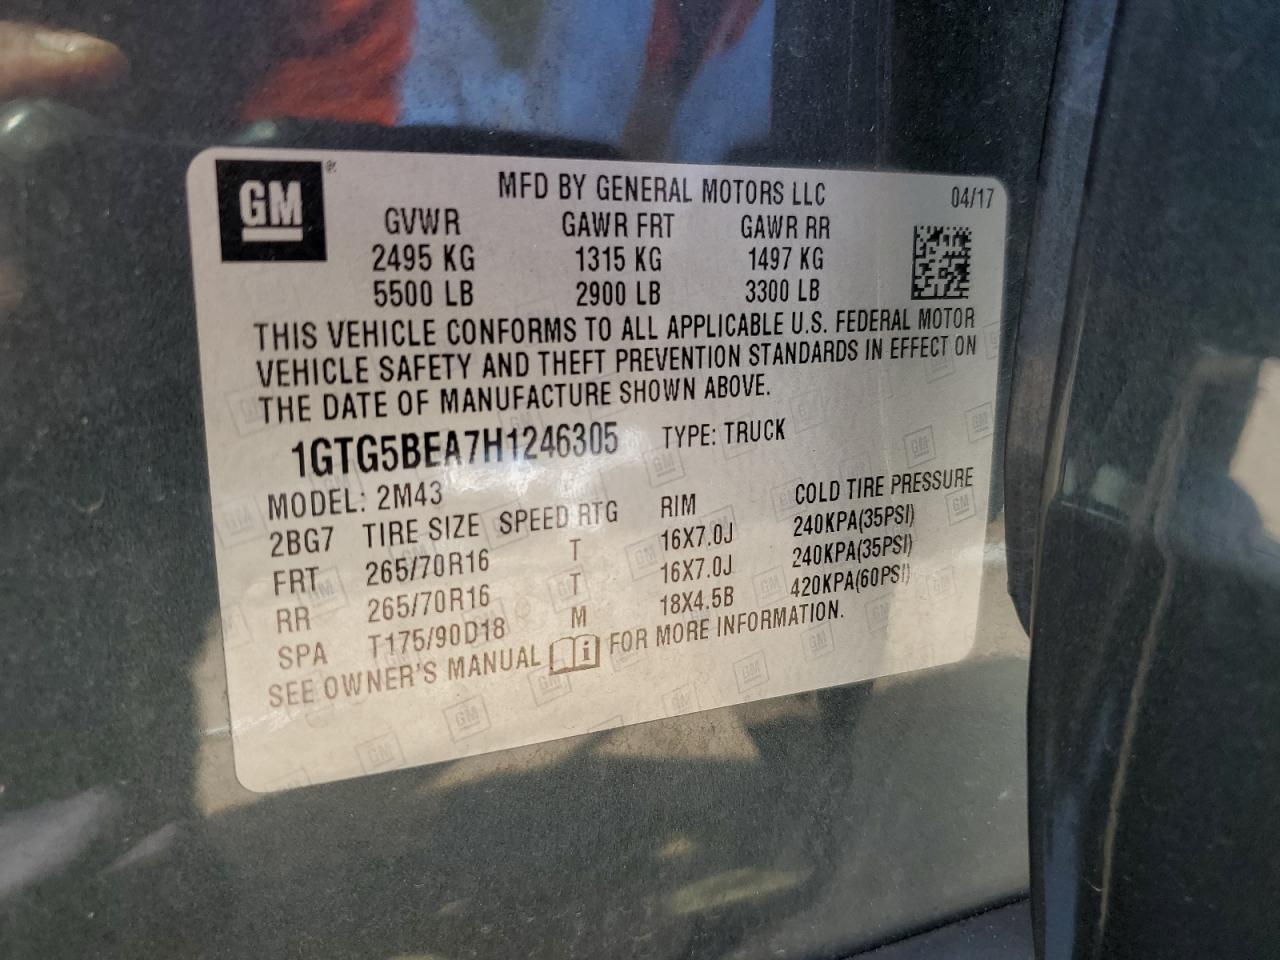 GM ® MFD BY GENERAL MOTORS LLC 04/17
GVWR GAWR FRT GAWR RR
2495 KG 1315 KG 1497 KG
5500 LB 2900 LB 3300 LB
THIS VEHICLE CONFORMS TO ALL APPLICABLE U.S. FEDERAL MOTOR
VEHICLE SAFETY AND THEFT PREVENTION STANDARDS IN EFFECT ON
THE DATE OF MANUFACTURE SHOWN ABOVE.
1GTG5BEA7H1246305 TYPE: TRUCK
MODEL: 2M43
2BG7 TIRE SIZE SPEED RTG RIM COLD TIRE PRESSURE
FRT 265/70R16 T 16X7.0J 240KPA(35PSI)
RR 265/70R16 T 16X7.0J 240KPA(35PSI)
SPA T175/90D18 M 18X4.5B 420KPA(60PSI)
SEE OWNER'S MANUAL i FOR MORE INFORMATION.